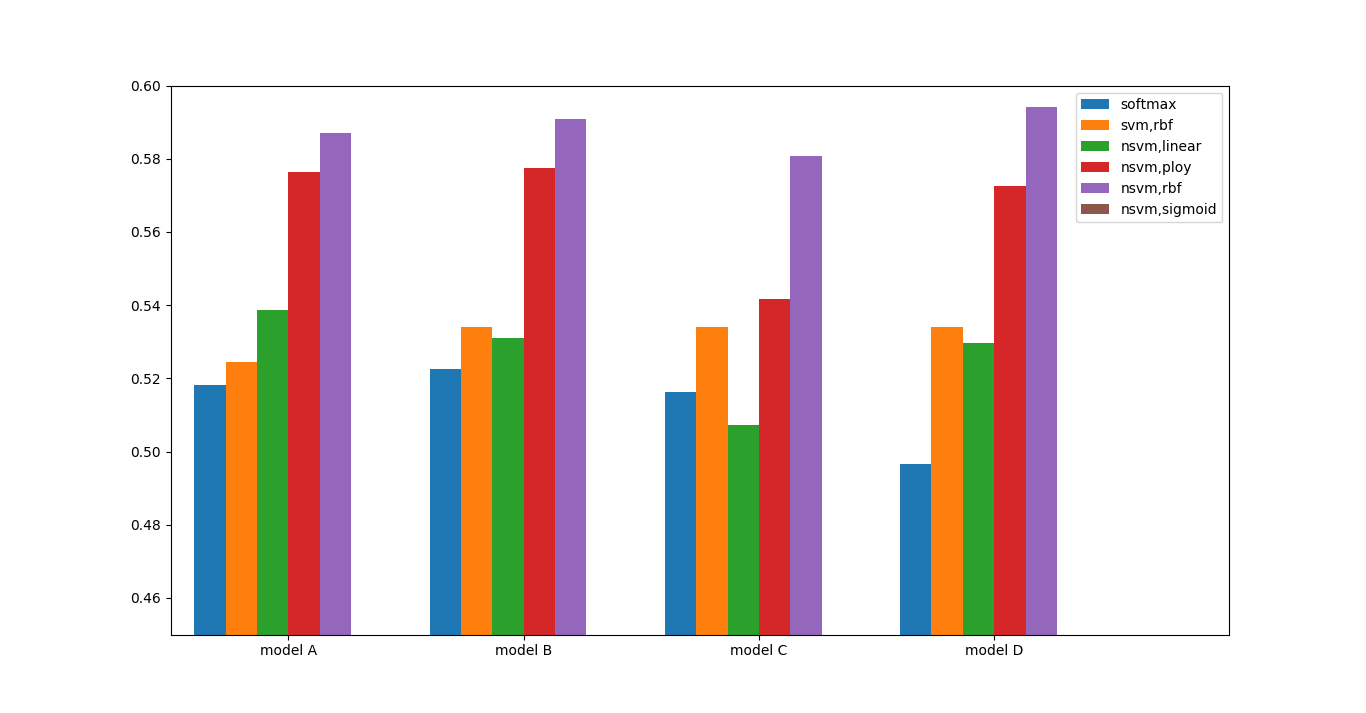 0.60
0.58
0.56
0.54
0.52
0.50
0.48
0.46
model A
model B
model C
model D
softmax
svm,rbf
nsvm,linear
nsvm,ploy
nsvm,rbf
nsvm,sigmoid